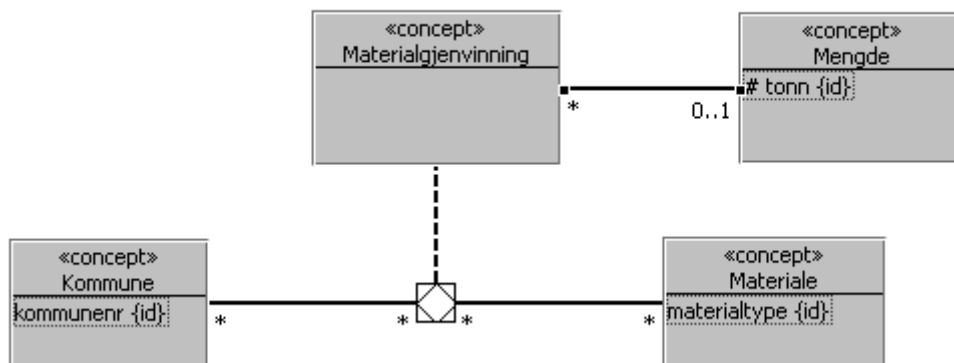 «concept»
Materialgjenvinning
«concept»
Mengde
# tonn {id}
*
0..1
«concept»
Kommune
kommunenr {id}
«concept»
Materiale
materialtype {id}
*
*
*
*